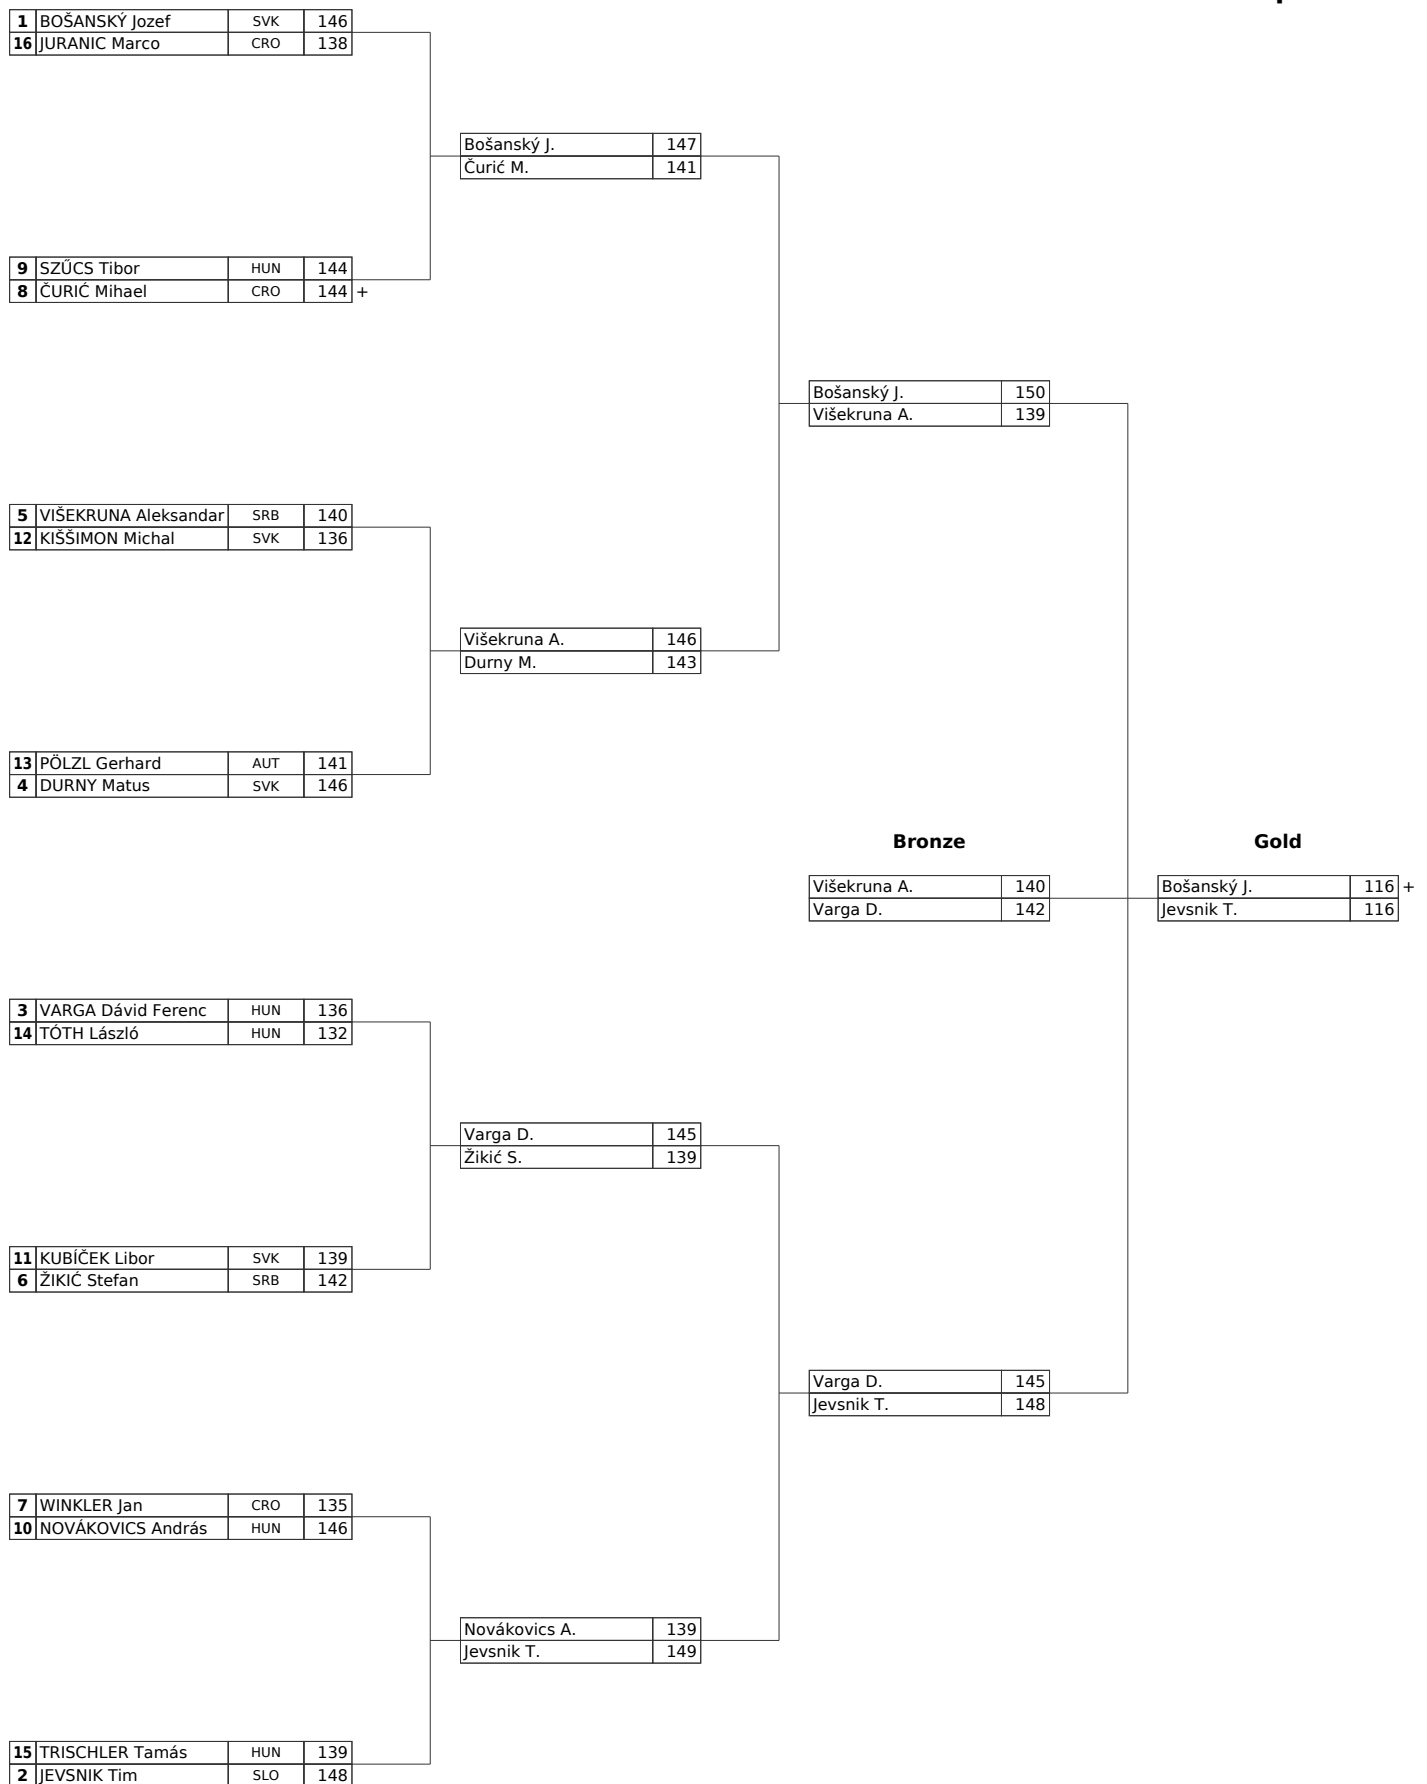 1 BOŠANSKÝ Jozef SVK 146
16 JURANIC Marco CRO 138
Bošanský J. 147
Čurić M. 141
9 SZŰCS Tibor HUN 144
8 ČURIĆ Mihael CRO 144 +
Bošanský J. 150
Višekruna A. 139
5 VIŠEKRUNA Aleksandar SRB 140
12 KIŠŠIMON Michal SVK 136
Višekruna A. 146
Durny M. 143
13 PÖLZL Gerhard AUT 141
4 DURNY Matus SVK 146
Bronze Gold
Višekruna A. 140 Bošanský J. 116 +
Varga D. 142 Jevsnik T. 116
3 VARGA Dávid Ferenc HUN 136
14 TÓTH László HUN 132
Varga D. 145
Žikić S. 139
11 KUBÍČEK Libor SVK 139
6 ŽIKIĆ Stefan SRB 142
Varga D. 145
Jevsnik T. 148
7 WINKLER Jan CRO 135
10 NOVÁKOVICS András HUN 146
Novákovics A. 139
Jevsnik T. 149
15 TRISCHLER Tamás HUN 139
2 JEVSNIK Tim SLO 148